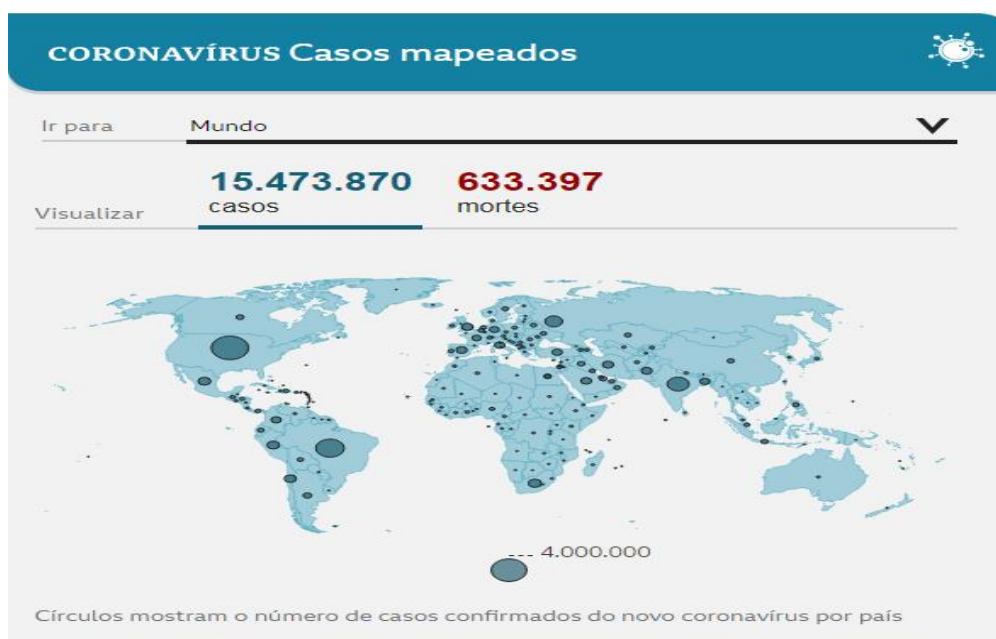 CORONAVÍRUS Casos mapeados
Ir para Mundo
15.473.870 633.397
Visualizar casos mortes
--- 4.000.000
Círculos mostram o número de casos confirmados do novo coronavírus por país